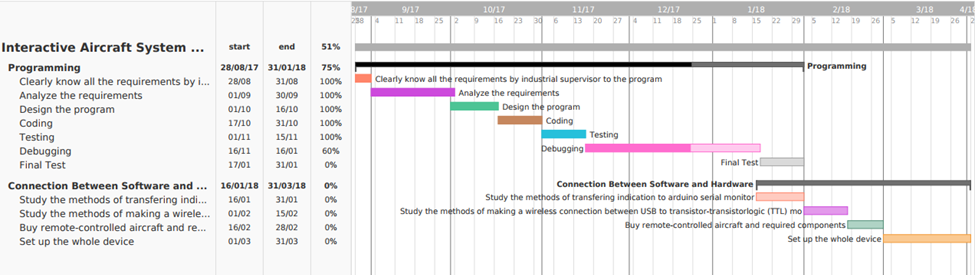 8/17 9/17 10/17 11/17 12/17 1/18 2/18 3/18 4/18
28 4 11 18 25 2 9 16 23 30 6 13 20 27 4 11 18 25 1 8 15 22 29 5 12 19 26 5 12 19 26
Interactive Aircraft System ... start end 51%
Programming 28/08/17 31/01/18 75% Programming
Clearly know all the requirements by i... 28/08 31/08 100% Clearly know all the requirements by industrial supervisor to the program
Analyze the requirements 01/09 30/09 100% Analyze the requirements
Design the program 01/10 16/10 100% Design the program
Coding 17/10 31/10 100% Coding
Testing 01/11 15/11 100% Testing
Debugging 16/11 16/01 60% Debugging
Final Test 17/01 31/01 0% Final Test
Connection Between Software and ... 16/01/18 31/03/18 0% Connection Between Software and Hardware
Study the methods of transfering indi... 16/01 31/01 0% Study the methods of transfering indication to arduino serial monitor
Study the methods of making a wirele... 01/02 15/02 0% Study the methods of making a wireless connection between USB to transistor-transistorlogic (TTL) mo
Buy remote-controlled aircraft and re... 16/02 28/02 0% Buy remote-controlled aircraft and required components
Set up the whole device 01/03 31/03 0% Set up the whole device